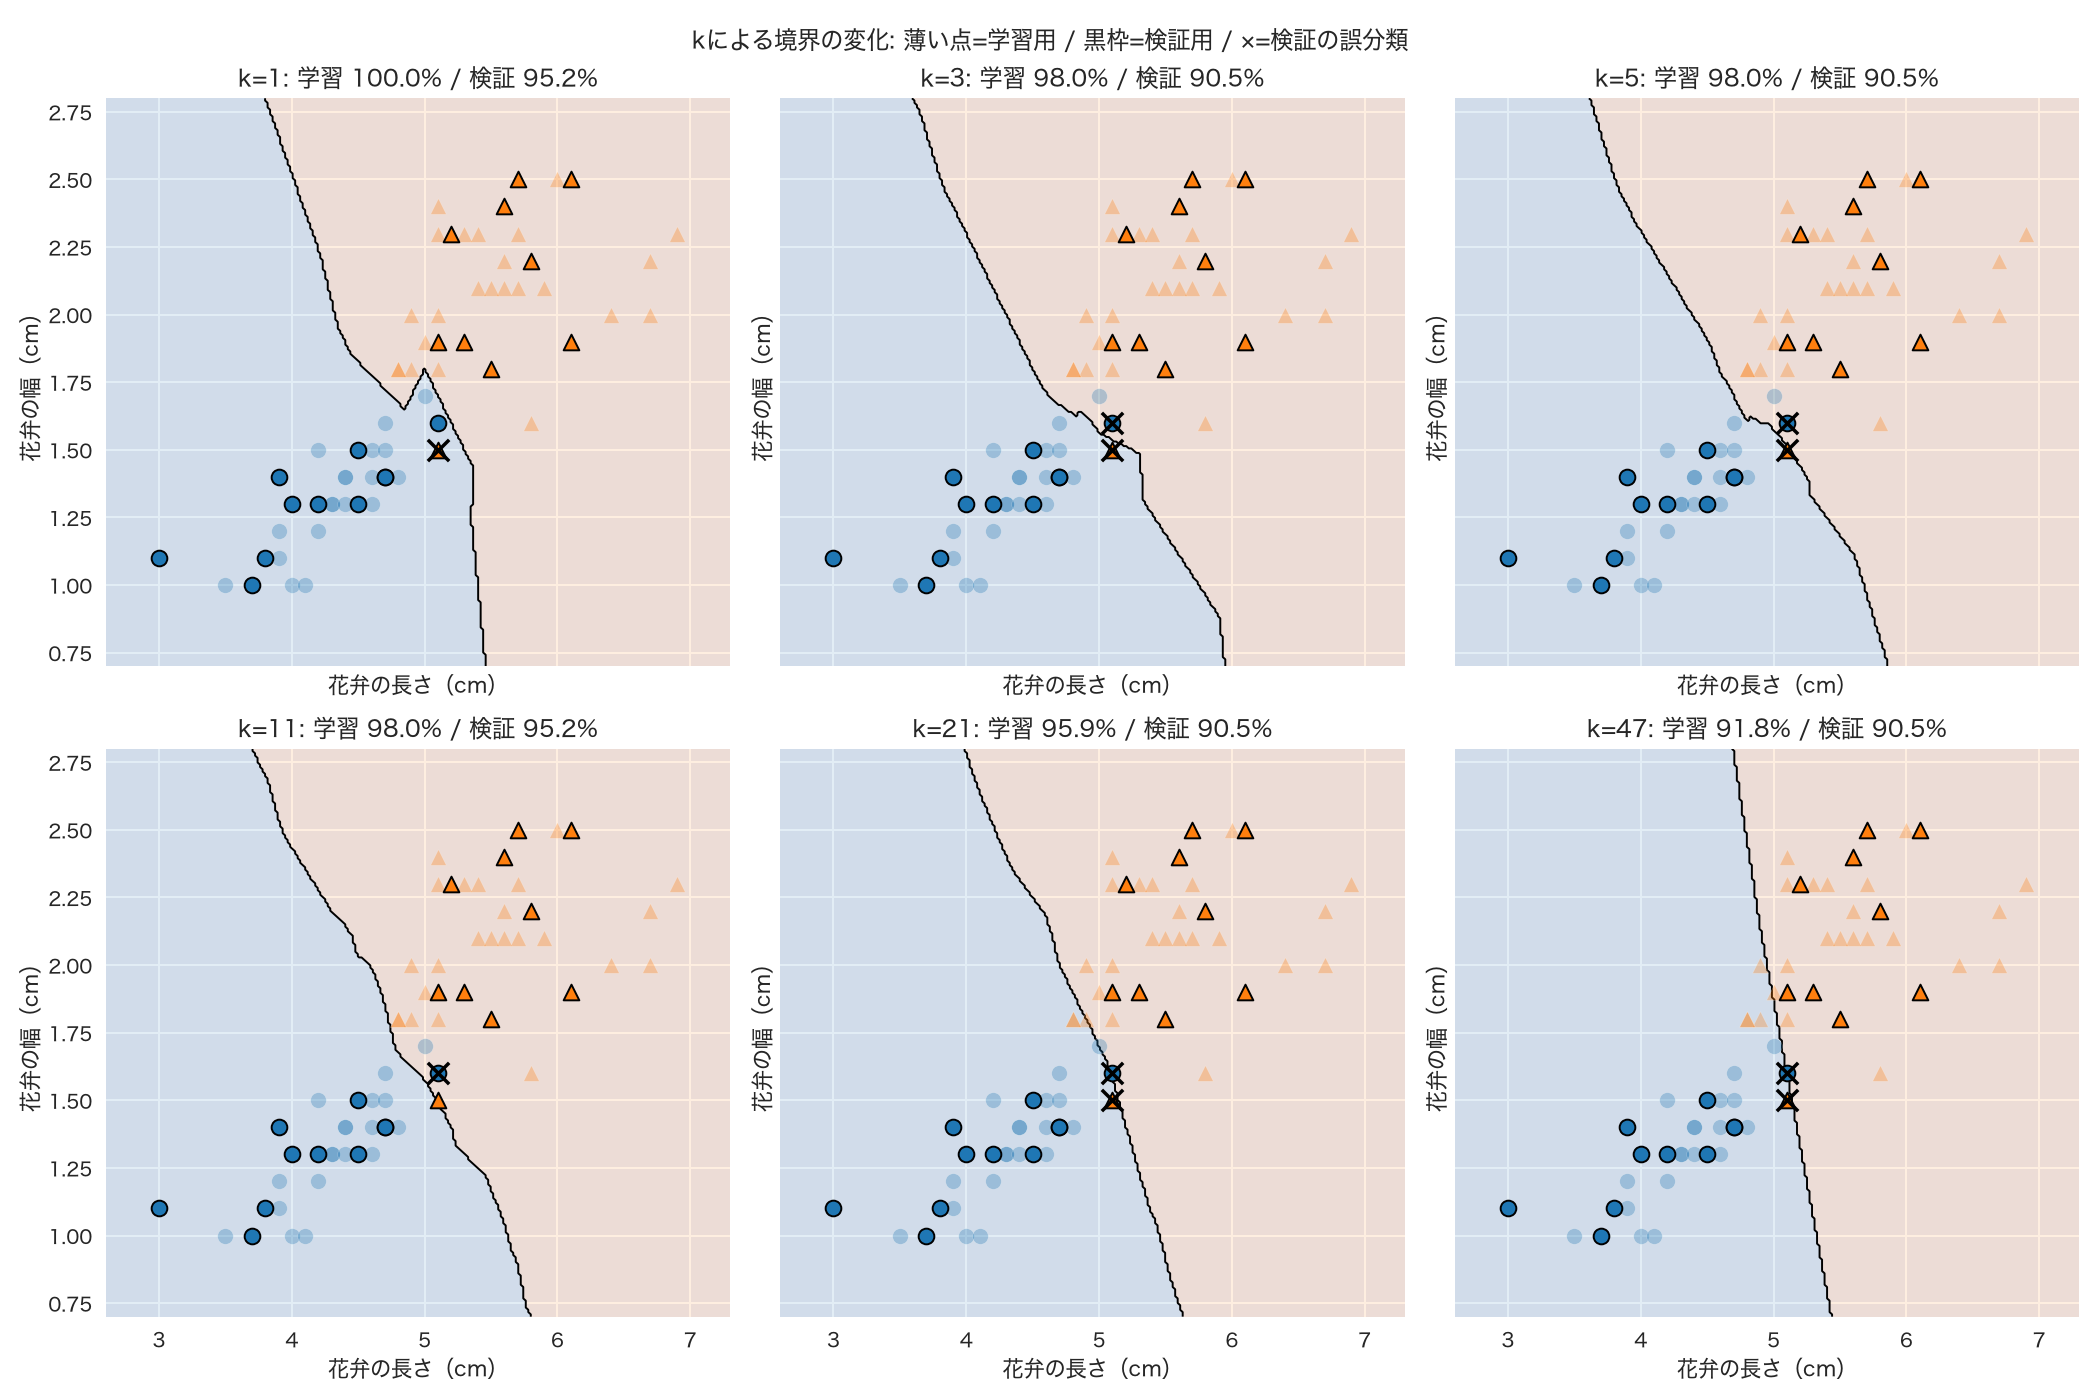 kによる境界の変化: 薄い点=学習用 / 黒枠=検証用 / ×=検証の誤分類
k=1: 学習 100.0% / 検証 95.2%
k=3: 学習 98.0% / 検証 90.5%
k=5: 学習 98.0% / 検証 90.5%
花弁の幅（cm）
2.75
2.50
2.25
2.00
1.75
1.50
1.25
1.00
0.75
花弁の幅（cm）
花弁の幅（cm）
花弁の長さ（cm）
花弁の長さ（cm）
花弁の長さ（cm）
k=11: 学習 98.0% / 検証 95.2%
k=21: 学習 95.9% / 検証 90.5%
k=47: 学習 91.8% / 検証 90.5%
花弁の幅（cm）
2.75
2.50
2.25
2.00
1.75
1.50
1.25
1.00
0.75
花弁の幅（cm）
花弁の幅（cm）
3 4 5 6 7
3 4 5 6 7
3 4 5 6 7
花弁の長さ（cm）
花弁の長さ（cm）
花弁の長さ（cm）